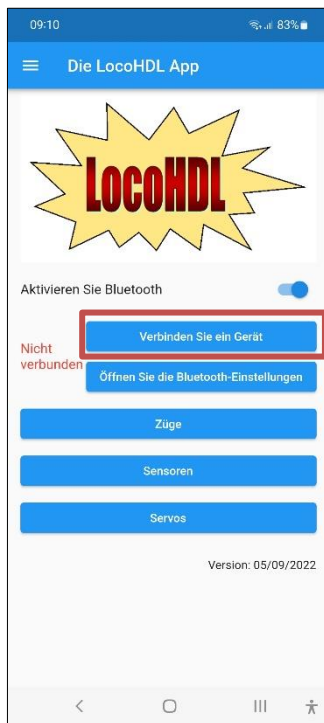 09:10
83%
Die LocoHDL App
LOCOHDL
Aktivieren Sie Bluetooth
Verbinden Sie ein Gerät
Nicht
verbunden
Öffnen Sie die Bluetooth-Einstellungen
Züge
Sensoren
Servos
Version: 05/09/2022